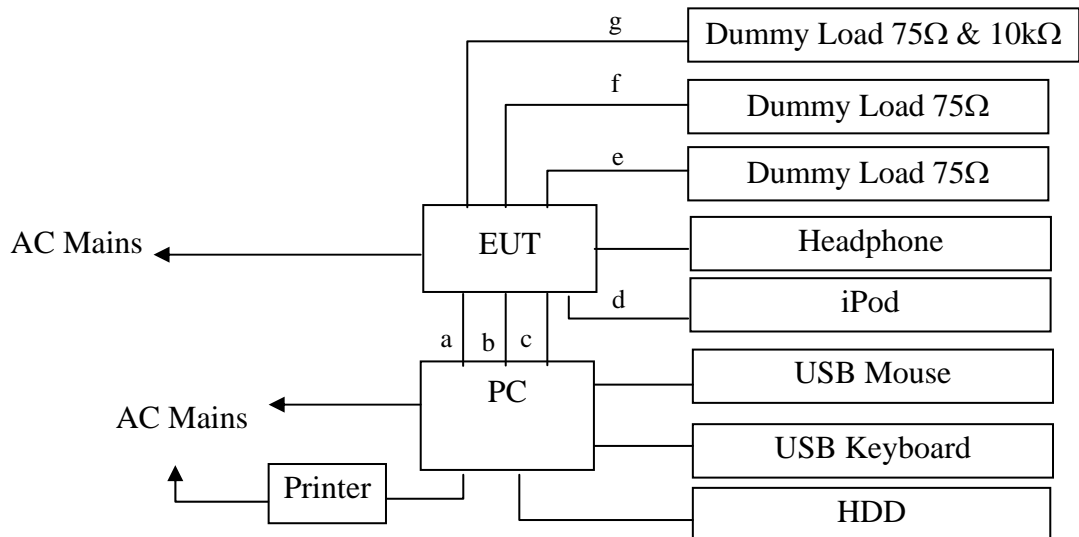 g
Dummy Load 75Ω & 10kΩ
f
Dummy Load 75Ω
e
Dummy Load 75Ω
AC Mains
EUT
Headphone
d
iPod
a
b
c
PC
USB Mouse
AC Mains
USB Keyboard
Printer
HDD